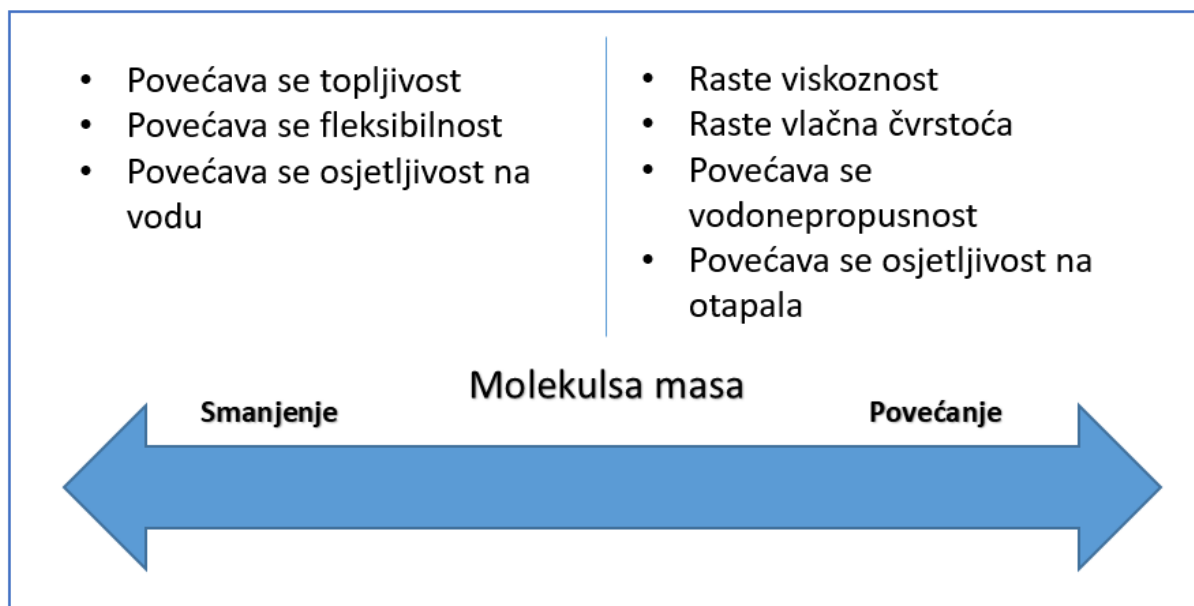 • Povećava se topljivost
• Povećava se fleksibilnost
• Povećava se osjetljivost na
vodu
• Raste viskoznost
• Raste vlačna čvrstoća
• Povećava se
vodonepropusnost
• Povećava se osjetljivost na
otapala
Molekulsa masa
Smanjenje
Povećanje